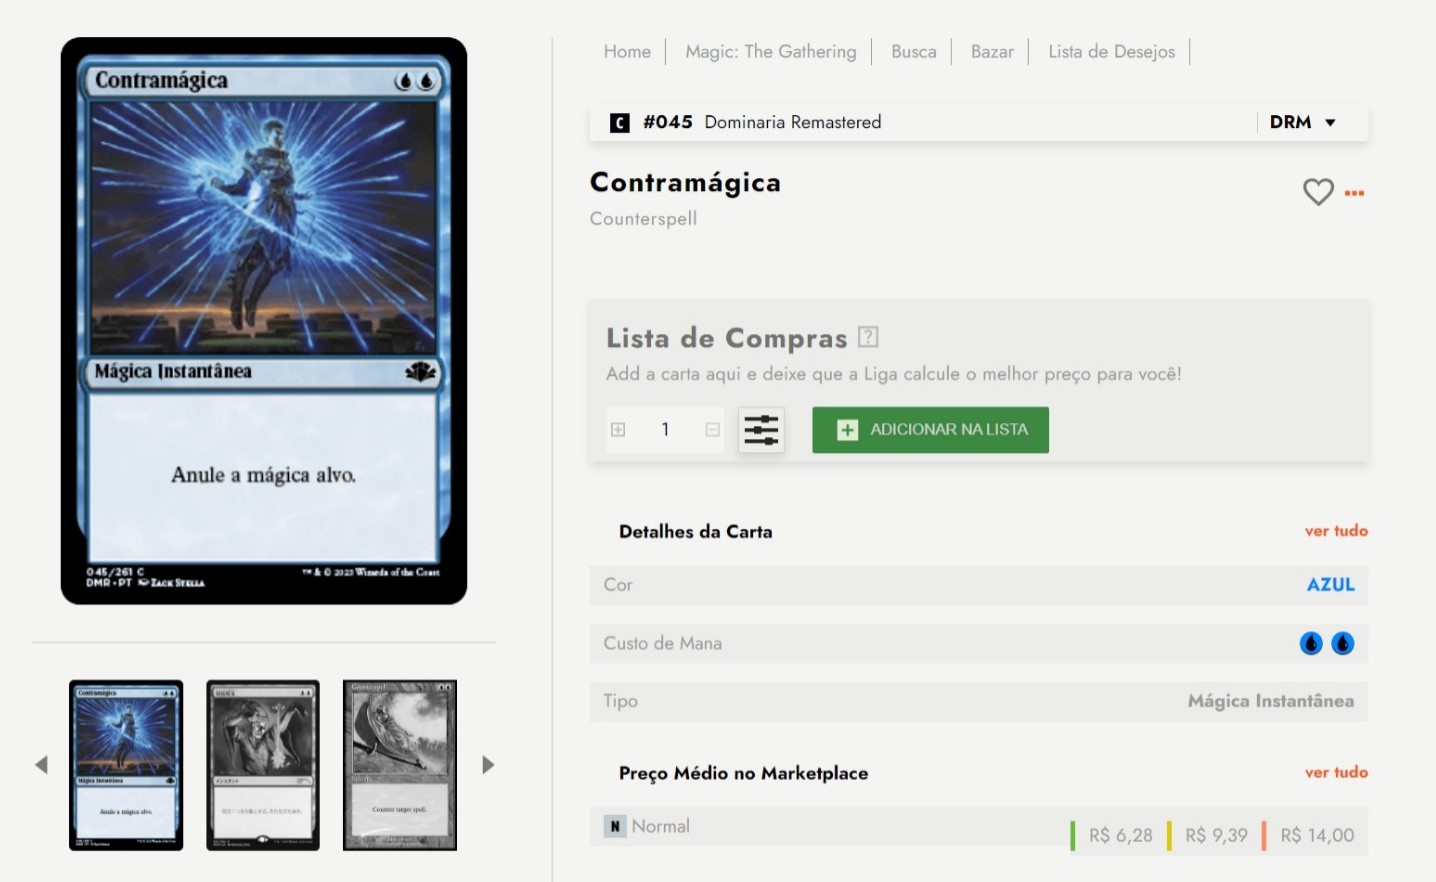 Contramágica
Mágica Instantânea
Anule a mágica alvo.
045/261 C
DMR • PT ZACK STELLA
™ & © 2023 Wizards of the Coast
Contramágica
Mágica Instantânea
Anule a mágica alvo.
Counterspell
Counter target spell.
Home
Magic: The Gathering
Busca
Bazar
Lista de Desejos
C #045 Dominaria Remastered
DRM
Contramágica
Counterspell
Lista de Compras ?
Add a carta aqui e deixe que a Liga calcule o melhor preço para você!
1
ADICIONAR NA LISTA
Detalhes da Carta
ver tudo
Cor
AZUL
Custo de Mana
Tipo
Mágica Instantânea
Preço Médio no Marketplace
ver tudo
N Normal
R$ 6,28
R$ 9,39
R$ 14,00